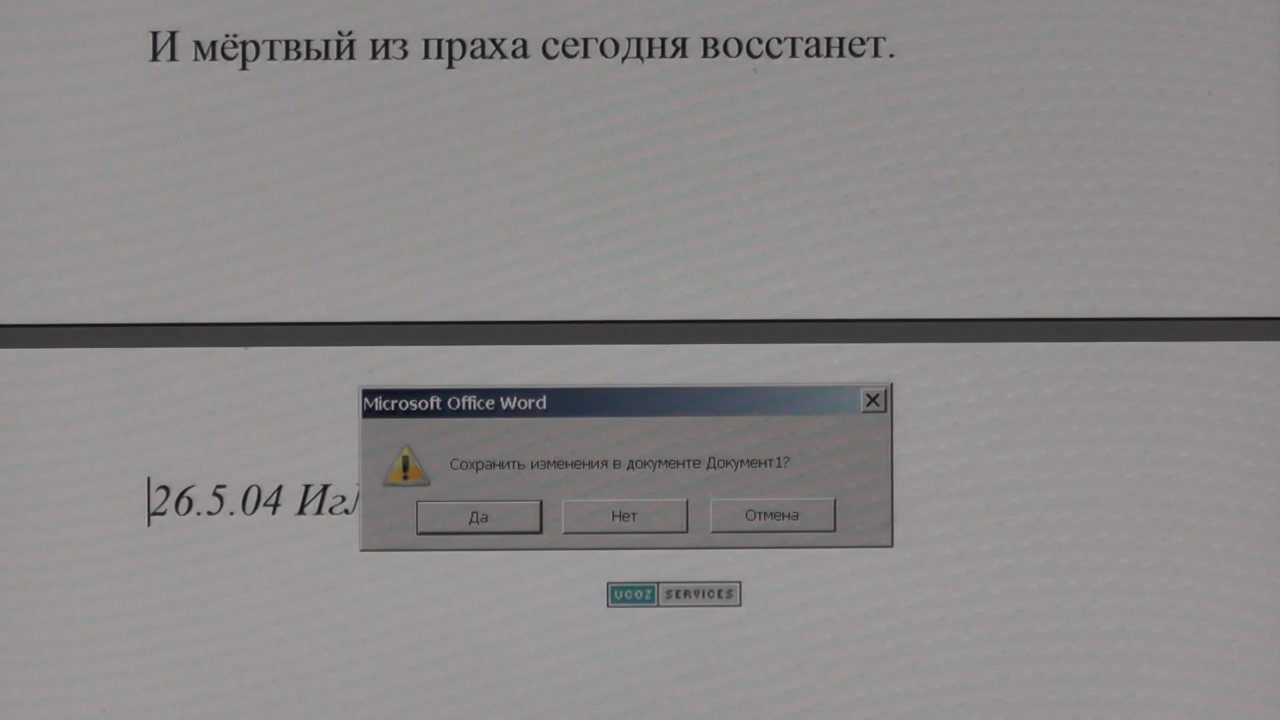 И мёртвый из праха сегодня восстанет.
Microsoft Office Word
Сохранить изменения в документе Документ1?
26.5.04
Да
Нет
Отмена
UCOZ SERVICES